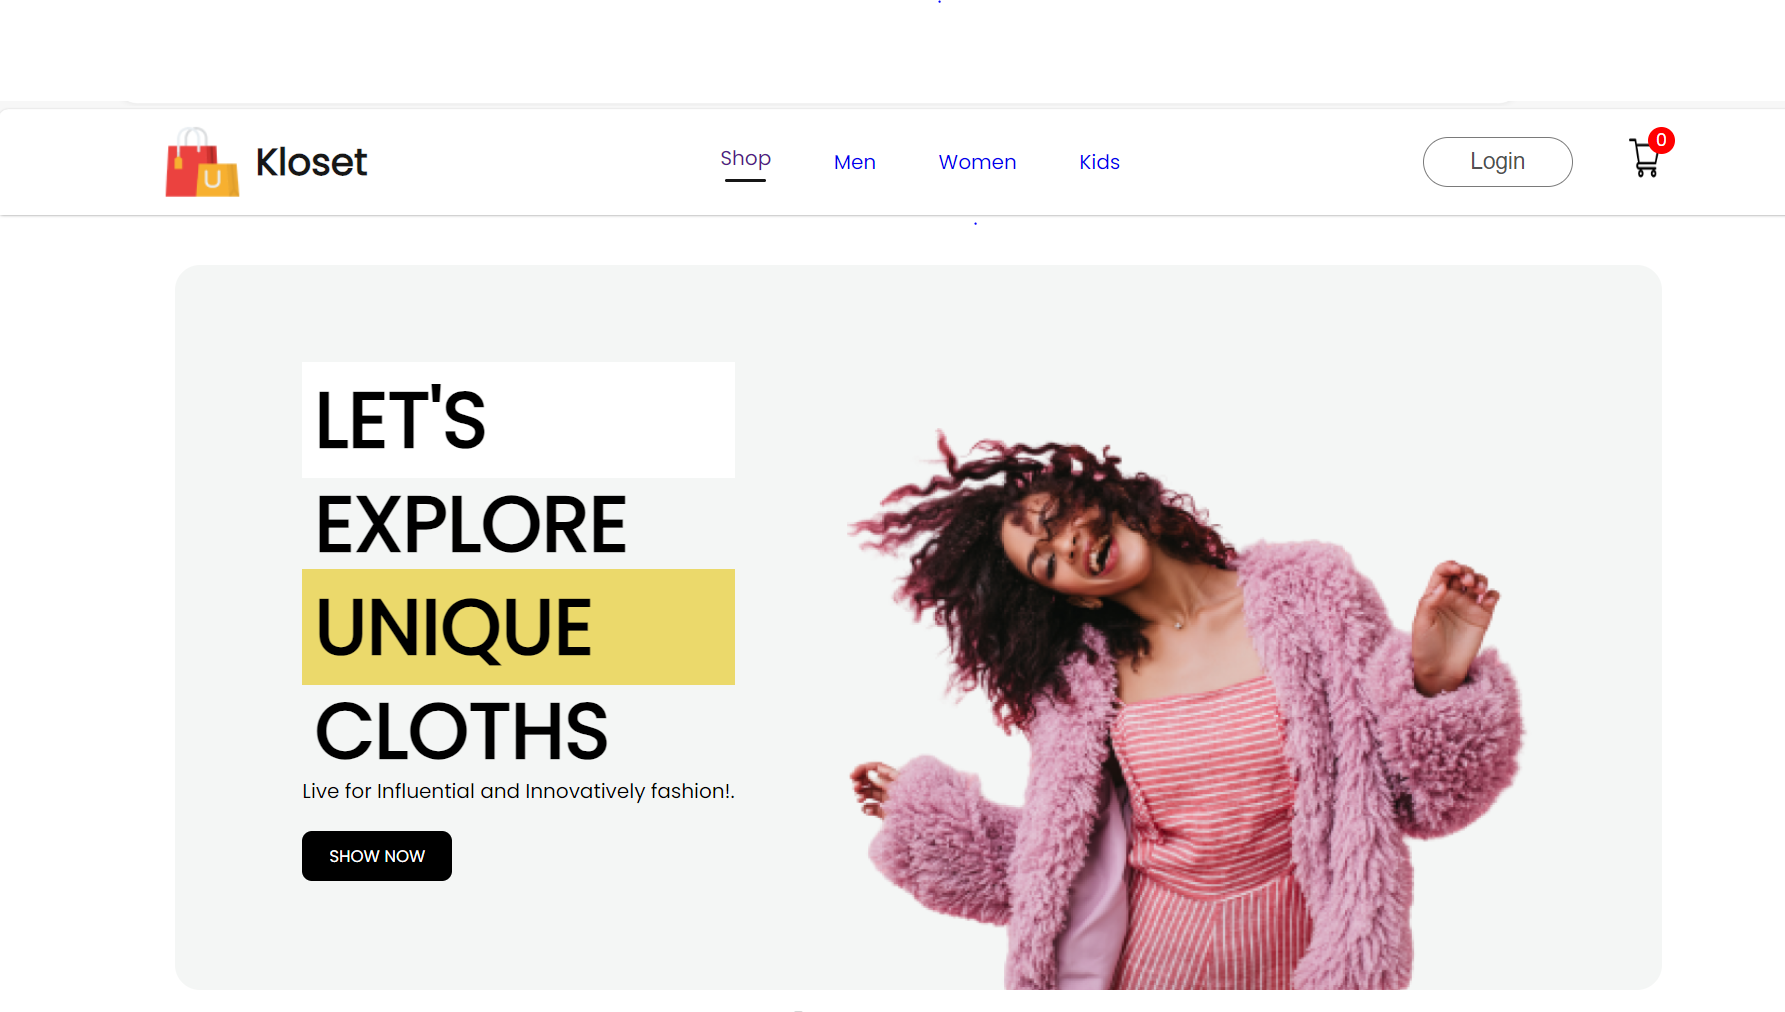 U
Kloset
Shop
Men
Women
Kids
Login
0
LET'S
EXPLORE
UNIQUE
CLOTHS
Live for Influential and Innovatively fashion!.
SHOW NOW